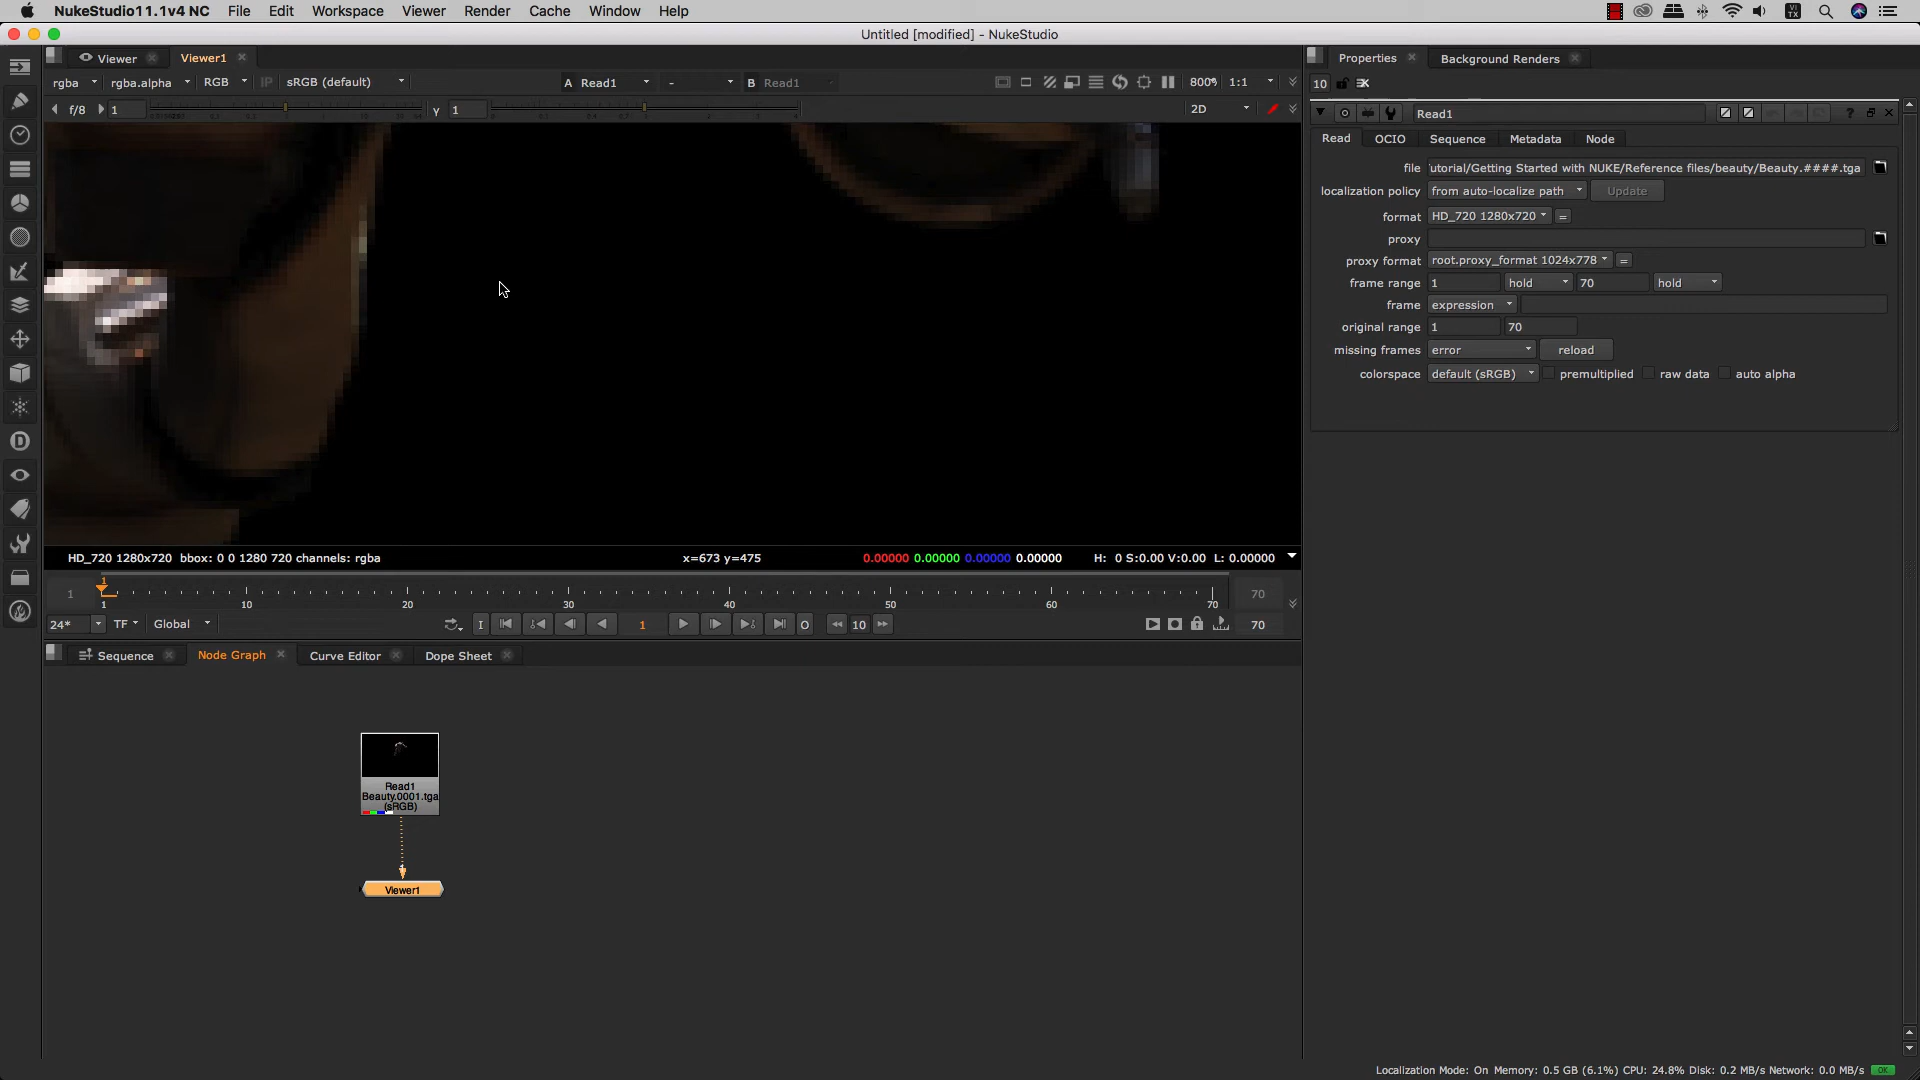 NukeStudio11.1v4 NC File Edit Workspace Viewer Render Cache Window Help
Untitled [modified] - NukeStudio
Viewer Viewer1
rgba rgba.alpha RGB IP sRGB (default) A Read1 - B Read1 1:1
f/8 1 y 1 2D
HD_720 1280x720 bbox: 0 0 1280 720 channels: rgba x=673 y=475 0.00000 0.00000 0.00000 0.00000 H: 0 S:0.00 V:0.00 L: 0.00000
1 1 70
1 10 20 30 40 50 60 70
24* TF Global I 1 O 10 70
Sequence Node Graph Curve Editor Dope Sheet
Read1
Beauty.0001.tga
(sRGB)
Viewer1
Properties Background Renders
10
Read1 ?
Read OCIO Sequence Metadata Node
file utorial/Getting Started with NUKE/Reference files/beauty/Beauty.####.tga
localization policy from auto-localize path Update
format HD_720 1280x720 =
proxy
proxy format root.proxy_format 1024x778 =
frame range 1 hold 70 hold
frame expression
original range 1 70
missing frames error reload
colorspace default (sRGB) premultiplied raw data auto alpha
Localization Mode: On Memory: 0.5 GB (6.1%) CPU: 24.8% Disk: 0.2 MB/s Network: 0.0 MB/s OK